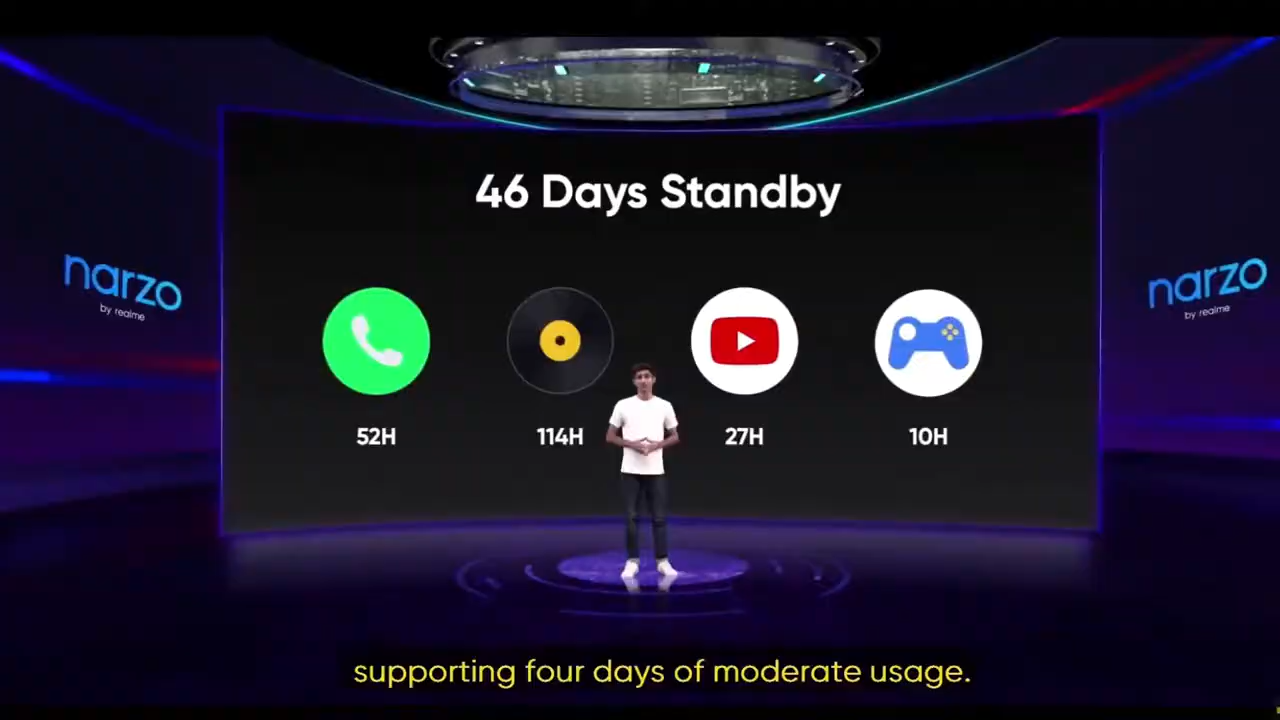 46 Days Standby
narzo
by realme
narzo
by realme
52H
114H
27H
10H
supporting four days of moderate usage.